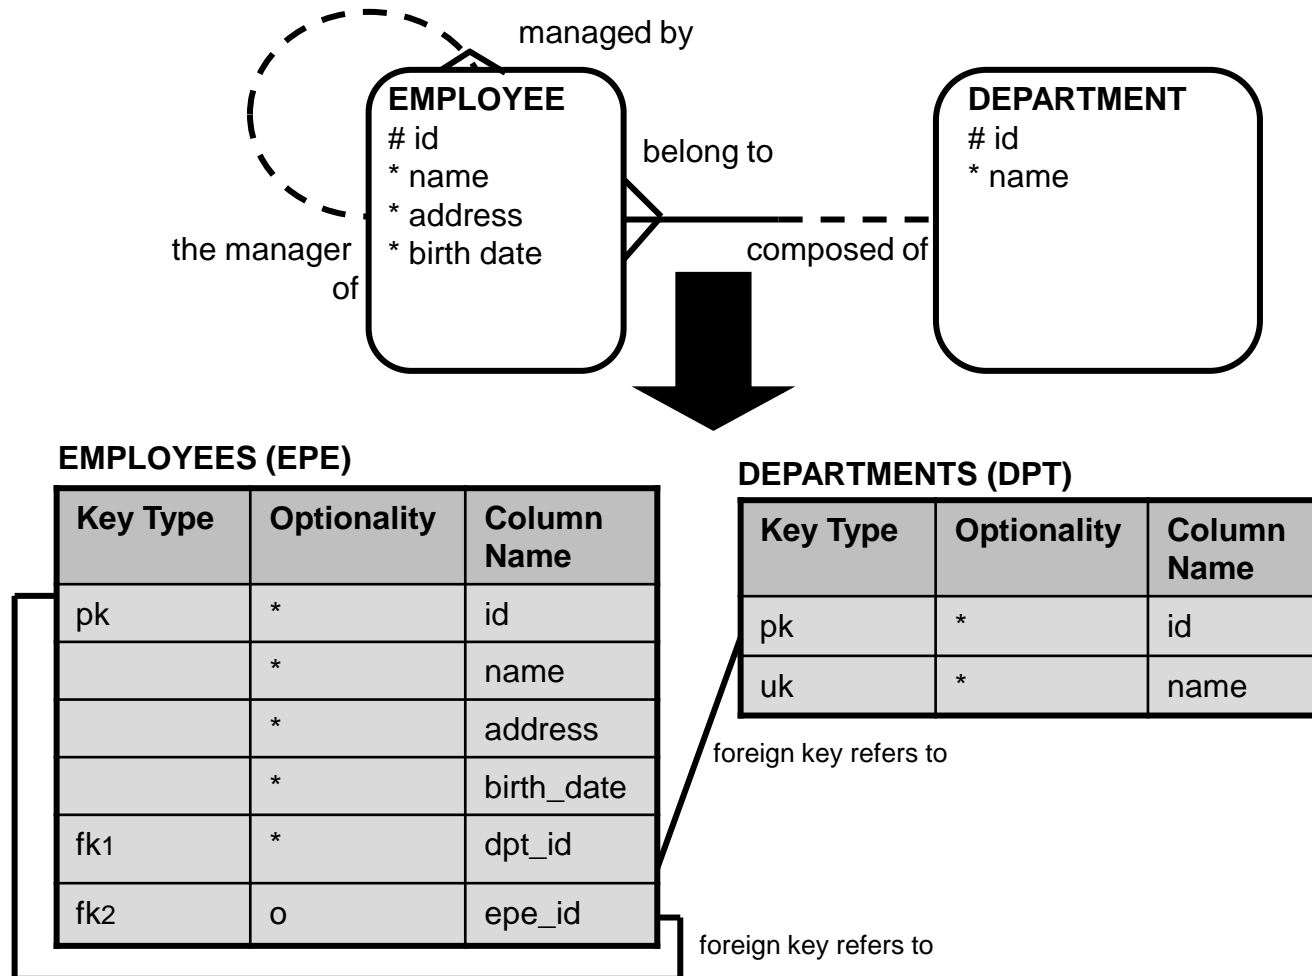 managed by
EMPLOYEE
# id
* name
* address
* birth date
belong to
DEPARTMENT
# id
* name
the manager
of
composed of
EMPLOYEES (EPE)
Key Type Optionality Column
Name
pk * id
* name
* address
* birth_date
fk1 * dpt_id
fk2 o epe_id
DEPARTMENTS (DPT)
Key Type Optionality Column
Name
pk * id
uk * name
foreign key refers to
foreign key refers to